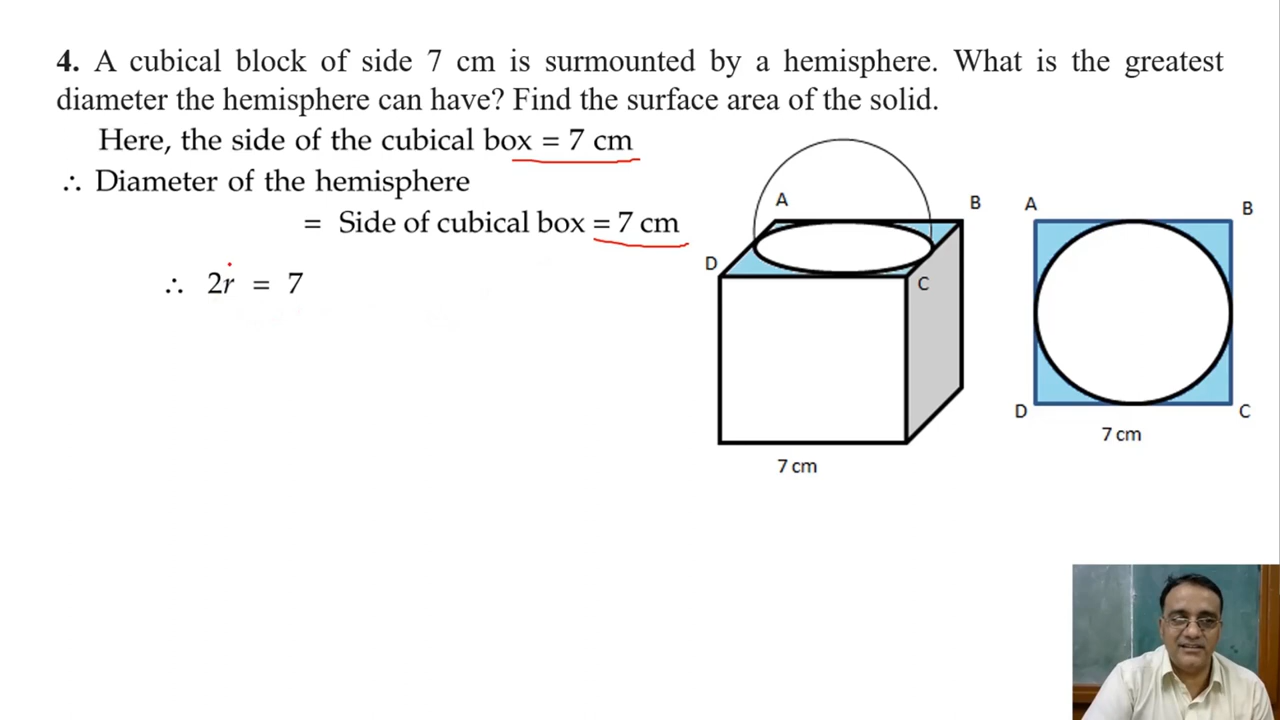 4. A cubical block of side 7 cm is surmounted by a hemisphere. What is the greatest
diameter the hemisphere can have? Find the surface area of the solid.
Here, the side of the cubical box = 7 cm
∴ Diameter of the hemisphere
= Side of cubical box = 7 cm
∴ 2r = 7
A
B
D
C
7 cm
A
B
D
C
7 cm